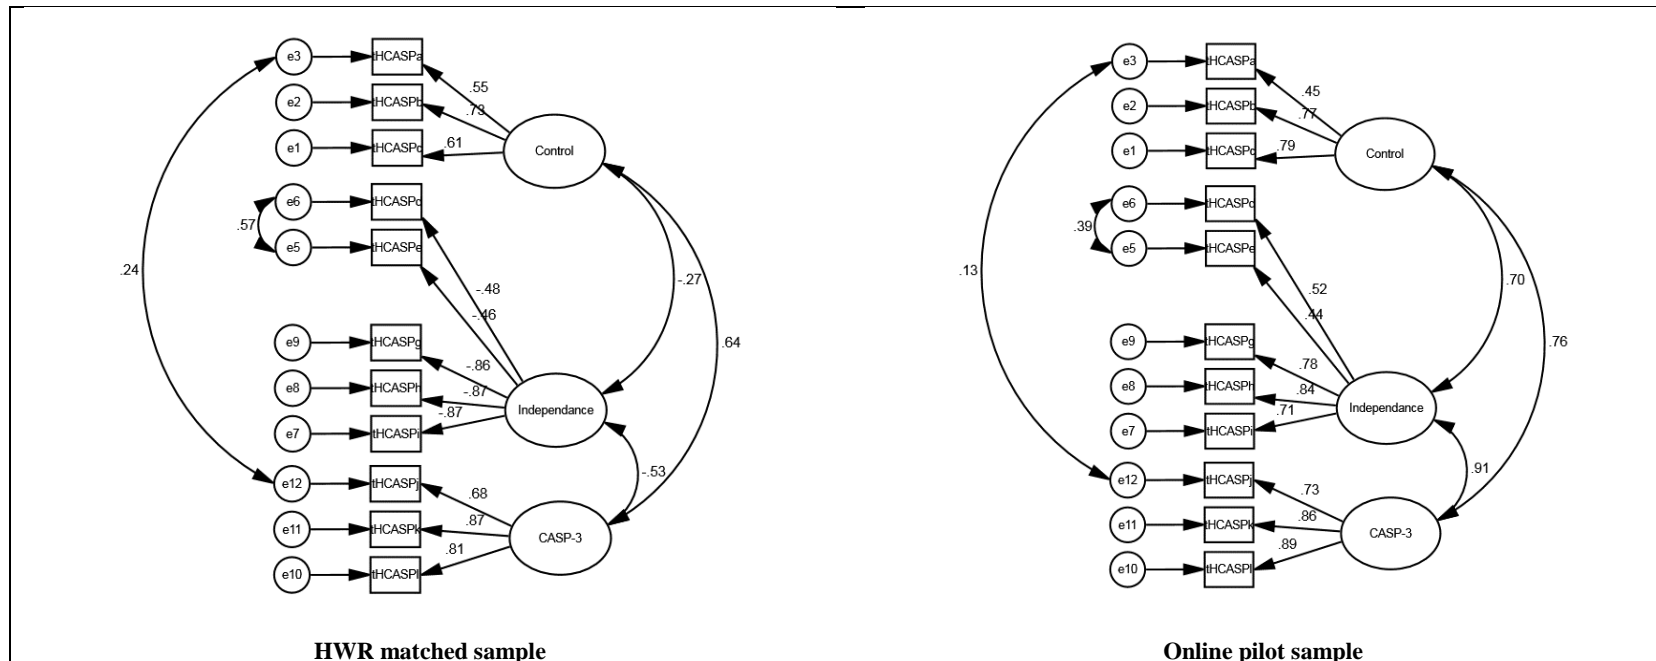 e3 tHCASPa
.55
e2 tHCASPb
.73
e1 tHCASPc .61
Control
e6 tHCASPd
.57
e5 tHCASPe
.24
-.27
-.48
-.46
.64
e9 tHCASPg
-.86
e8 tHCASPh
-.87
-.87
Independance
e7 tHCASPi
-.53
e12 tHCASPj
.68
e11 tHCASPk
.87
CASP-3
.81
e10 tHCASPl
HWR matched sample
e3 tHCASPa
.45
e2 tHCASPb
.77
e1 tHCASPc .79
Control
e6 tHCASPd
.39
e5 tHCASPe
.13
.70
.52
.44
.76
e9 tHCASPg
.78
e8 tHCASPh
.84
.71
Independance
e7 tHCASPi
.91
e12 tHCASPj
.73
e11 tHCASPk
.86
CASP-3
.89
e10 tHCASPl
Online pilot sample